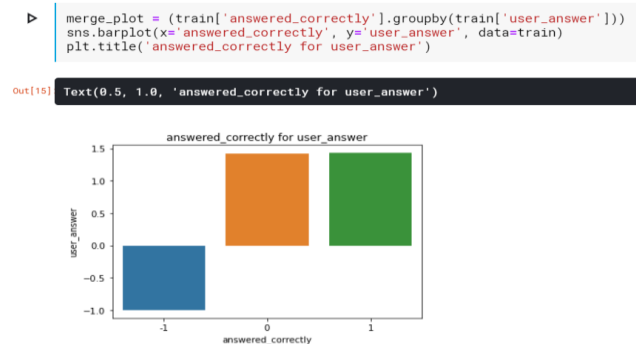 merge_plot = (train['answered_correctly'].groupby(train['user_answer']))
sns.barplot(x='answered_correctly', y='user_answer', data=train)
plt.title('answered_correctly for user_answer')
Out[15]
Text(0.5, 1.0, 'answered_correctly for user_answer')
answered_correctly for user_answer
1.5
1.0
0.5
0.0
−0.5
−1.0
user_answer
-1 0 1
answered_correctly